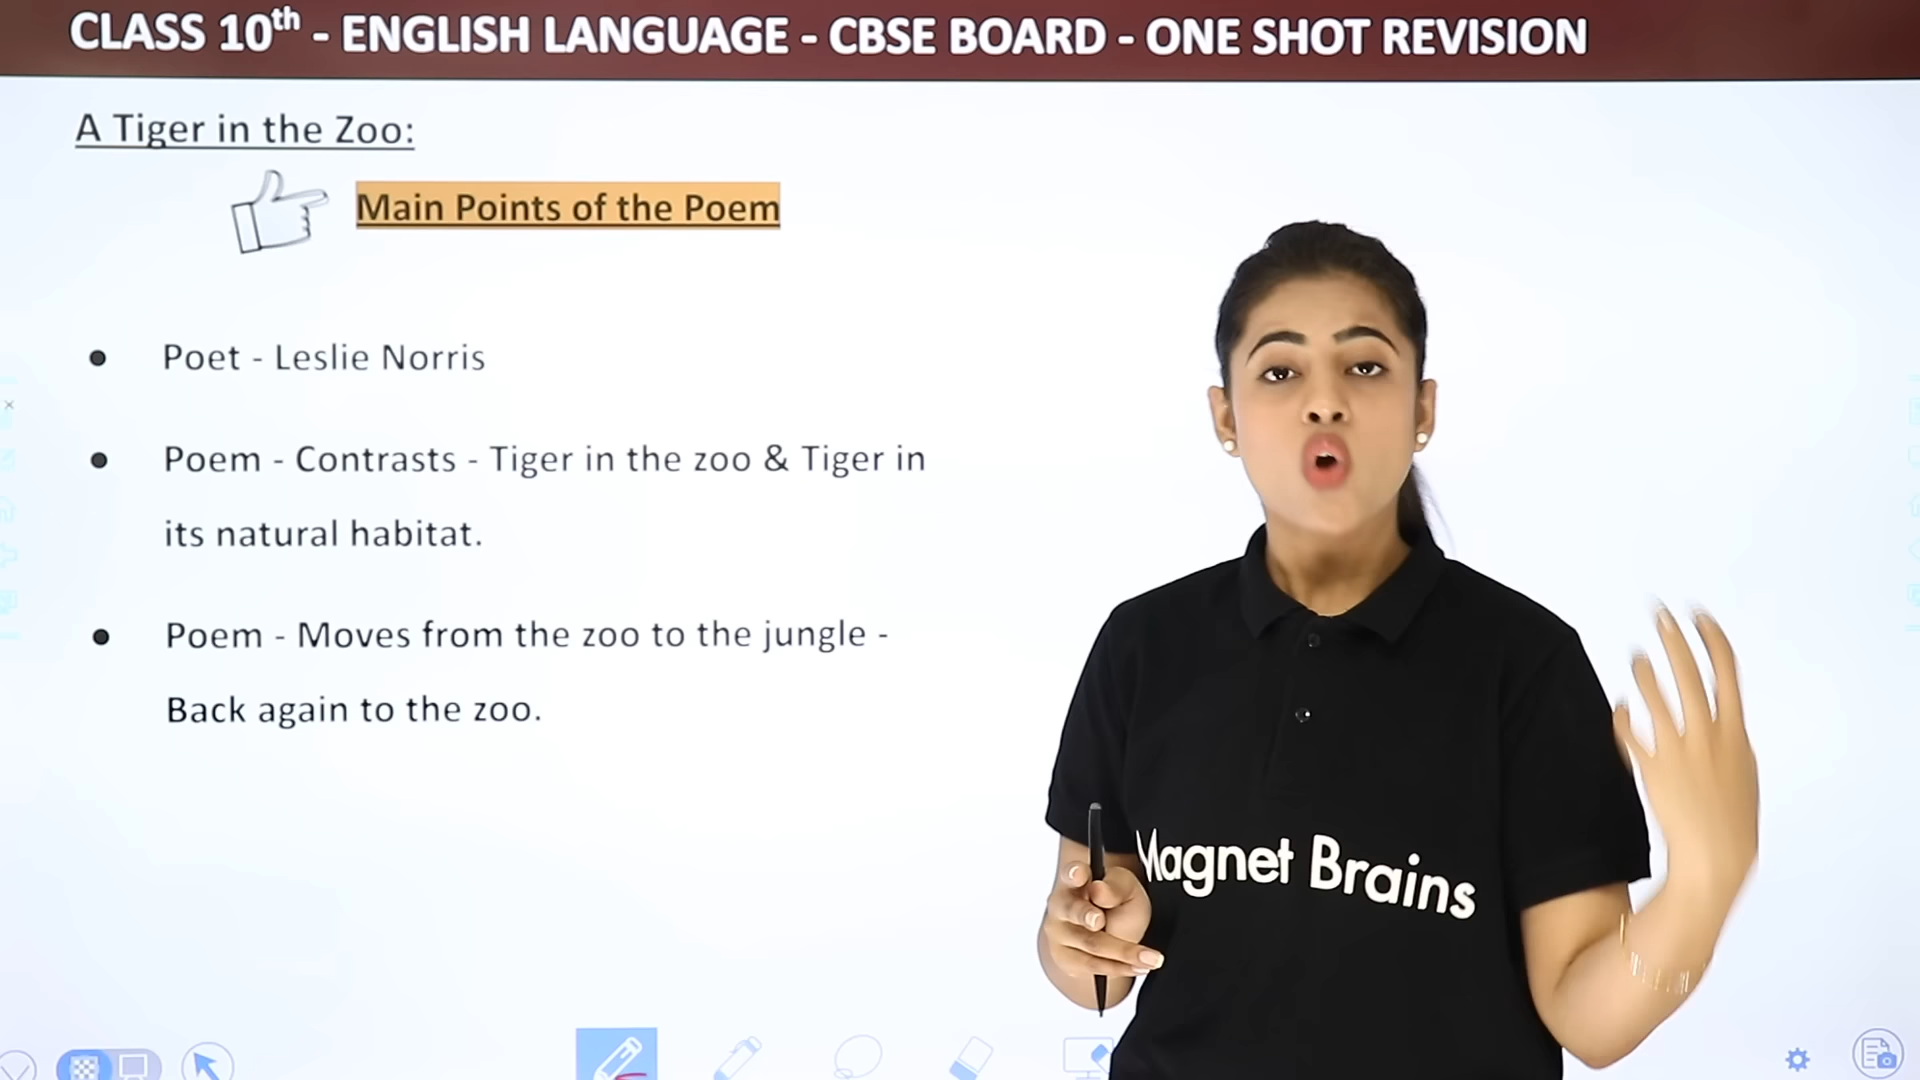 CLASS 10th - ENGLISH LANGUAGE - CBSE BOARD - ONE SHOT REVISION
A Tiger in the Zoo:
Main Points of the Poem
● Poet - Leslie Norris
● Poem - Contrasts - Tiger in the zoo & Tiger in
its natural habitat.
● Poem - Moves from the zoo to the jungle -
Back again to the zoo.
Magnet Brains